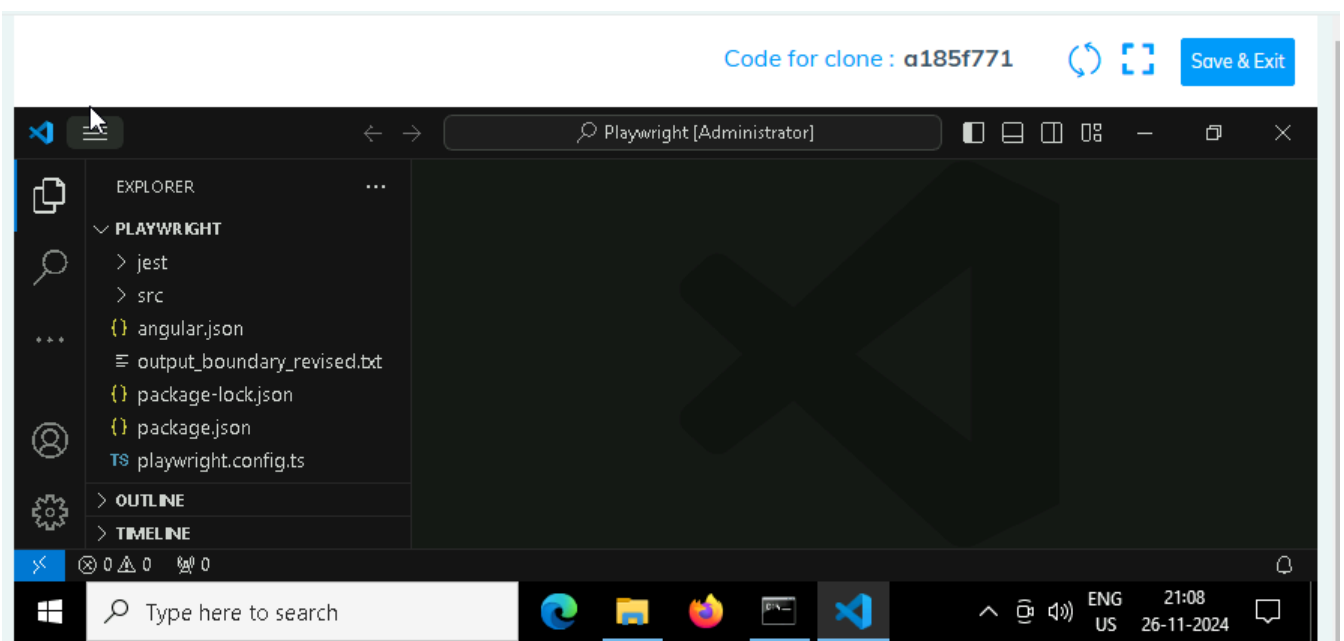 Code for clone : a185f771
Save & Exit
Playwright [Administrator]
EXPLORER
PLAYWRIGHT
jest
src
{} angular.json
output_boundary_revised.txt
{} package-lock.json
{} package.json
TS playwright.config.ts
OUTLINE
TIMELINE
0 0 0
Type here to search
ENG
US
21:08
26-11-2024